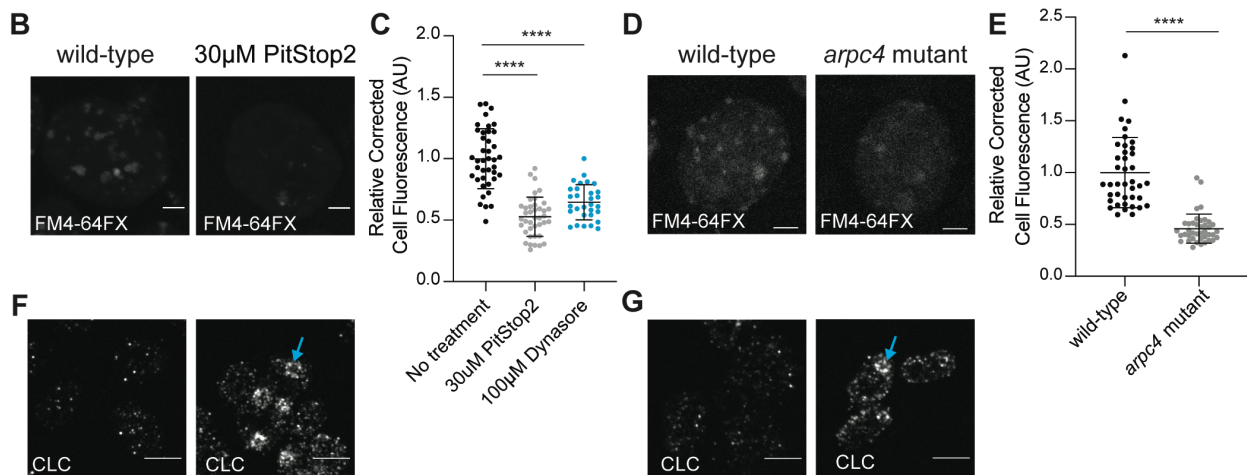 B
wild-type
30µM PitStop2
FM4-64FX
FM4-64FX
C
Relative Corrected
Cell Fluorescence (AU)
****
****
1.5
2.0
1.0
0.5
0.0
No treatment
30uM PitStop2
100µM Dynasore
D
wild-type
arpc4 mutant
FM4-64FX
FM4-64FX
E
Relative Corrected
Cell Fluorescence (AU)
****
2.5
2.0
1.5
1.0
0.5
0.0
wild-type
arpc4 mutant
F
CLC
CLC
G
CLC
CLC